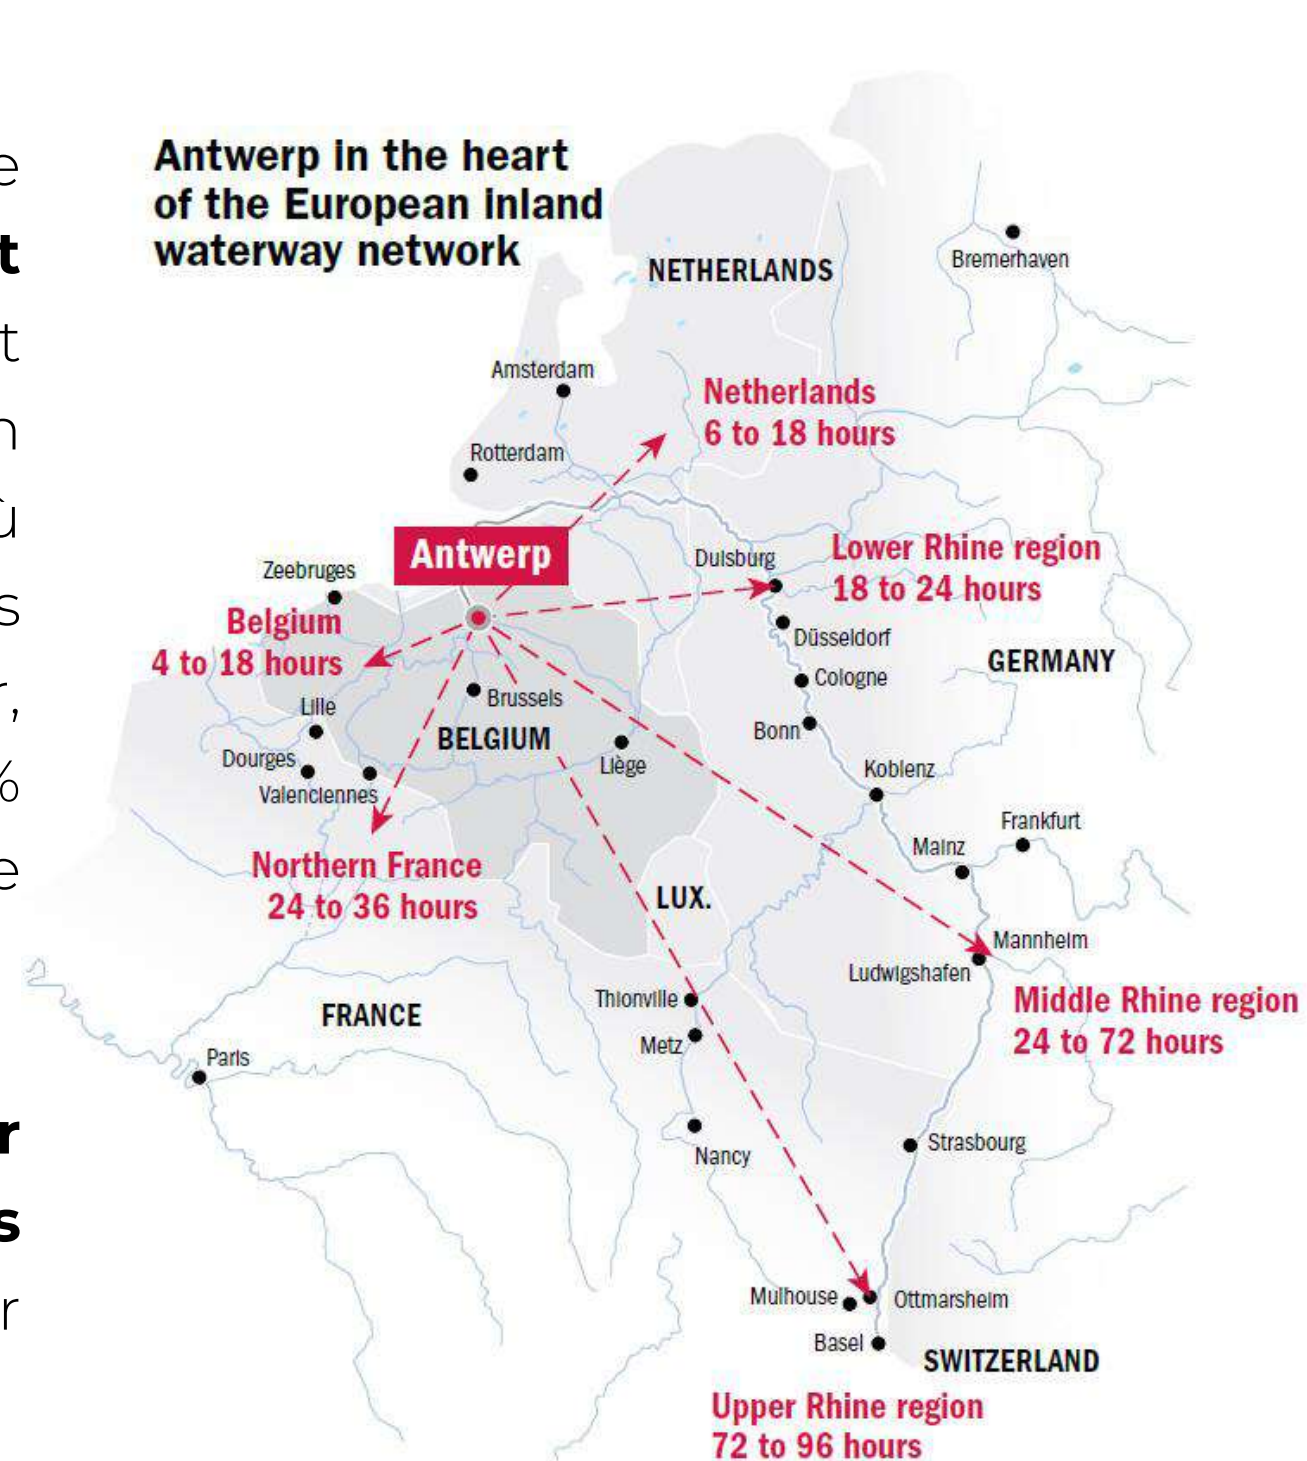 e
t
t
n
ù
s
r,
%
e
r
s
r
Antwerp in the heart
of the European inland
waterway network
NETHERLANDS
Bremerhaven
Amsterdam
Netherlands
6 to 18 hours
Rotterdam
Antwerp
Duisburg
Lower Rhine region
18 to 24 hours
Zeebruges
Belgium
4 to 18 hours
Düsseldorf
GERMANY
Cologne
Brussels
Lille
Bonn
BELGIUM
Dourges
Liège
Koblenz
Valenciennes
Frankfurt
Mainz
Northern France
24 to 36 hours
LUX.
Mannheim
Ludwigshafen
Thionville
Middle Rhine region
24 to 72 hours
FRANCE
Metz
Paris
Strasbourg
Nancy
Mulhouse
Ottmarsheim
Basel
SWITZERLAND
Upper Rhine region
72 to 96 hours